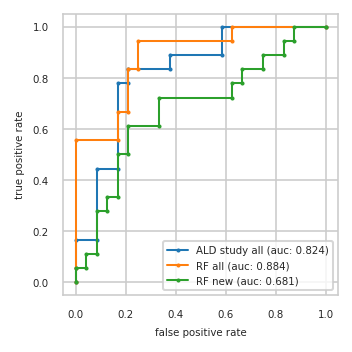 true positive rate
1.0
0.8
0.6
0.4
0.2
0.0
ALD study all (auc: 0.824)
RF all (auc: 0.884)
RF new (auc: 0.681)
0.0 0.2 0.4 0.6 0.8 1.0
false positive rate